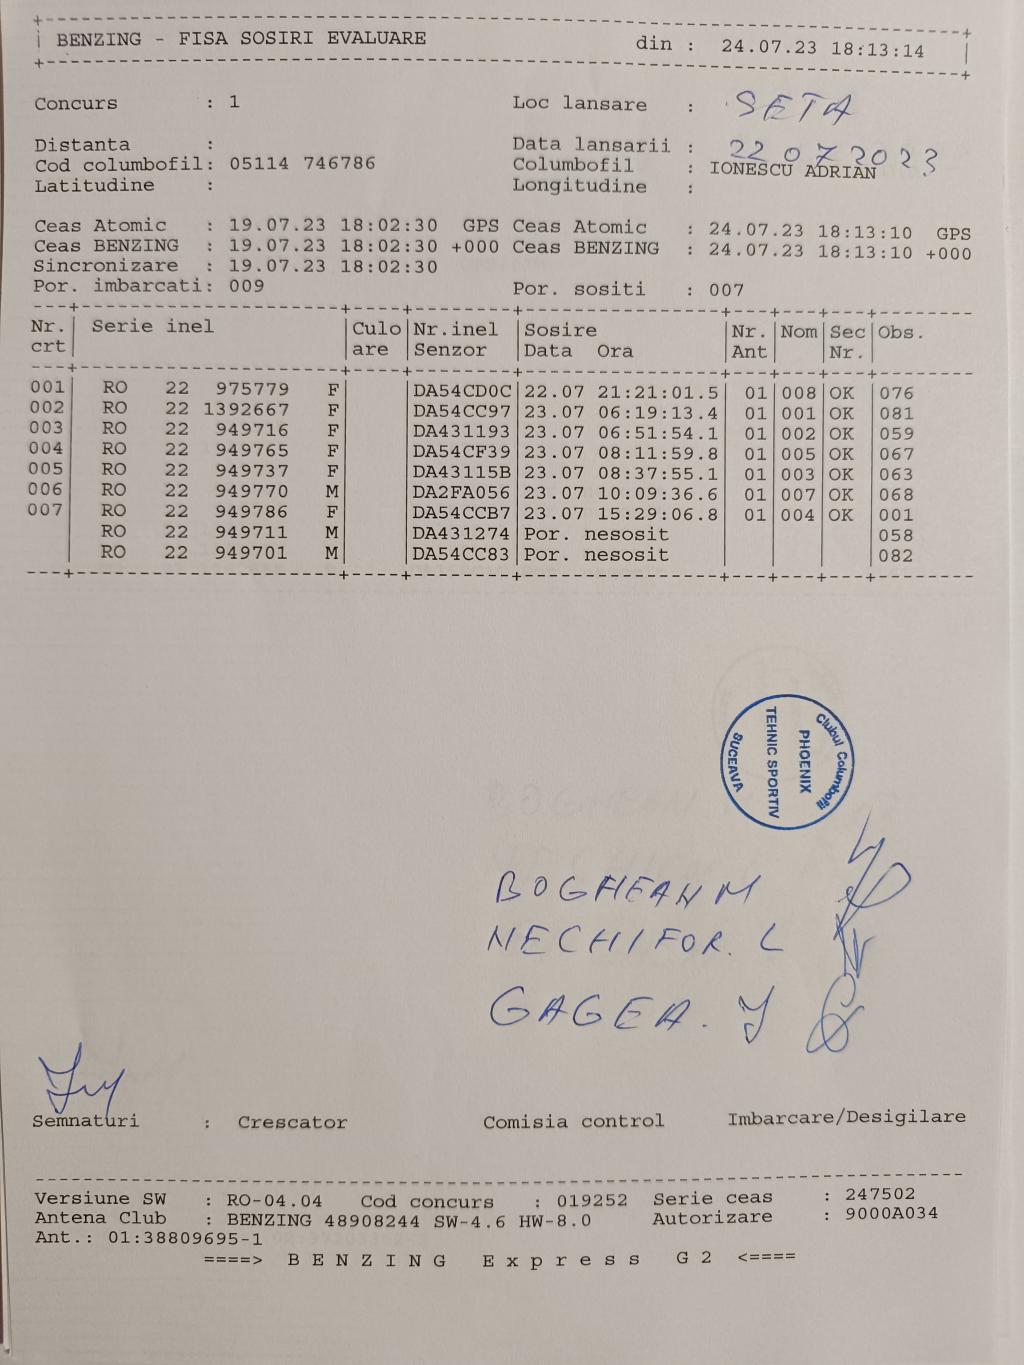 BENZING - FISA SOSIRI EVALUARE din : 24.07.23 18:13:14
Concurs : 1 Loc lansare : SETA
Distanta : Data lansarii : 22 07 2023
Cod columbofil: 05114 746786 Columbofil : IONESCU ADRIAN
Latitudine : Longitudine :
Ceas Atomic : 19.07.23 18:02:30 GPS Ceas Atomic : 24.07.23 18:13:10 GPS
Ceas BENZING : 19.07.23 18:02:30 +000 Ceas BENZING : 24.07.23 18:13:10 +000
Sincronizare : 19.07.23 18:02:30
Por. imbarcati: 009 Por. sositi : 007
Nr. Serie inel Culo Nr.inel Sosire Nr. Nom Sec Obs.
crt are Senzor Data Ora Ant Nr.
001 RO 22 975779 F DA54CD0C 22.07 21:21:01.5 01 008 OK 076
002 RO 22 1392667 F DA54CC97 23.07 06:19:13.4 01 001 OK 081
003 RO 22 949716 F DA431193 23.07 06:51:54.1 01 002 OK 059
004 RO 22 949765 F DA54CF39 23.07 08:11:59.8 01 005 OK 067
005 RO 22 949737 F DA43115B 23.07 08:37:55.1 01 003 OK 063
006 RO 22 949770 M DA2FA056 23.07 10:09:36.6 01 007 OK 068
007 RO 22 949786 F DA54CCB7 23.07 15:29:06.8 01 004 OK 001
RO 22 949711 M DA431274 Por. nesosit 058
RO 22 949701 M DA54CC83 Por. nesosit 082
Clubul Columbofil
PHOENIX
TEHNIC SPORTIV
SUCEAVA
BOGHEAN M
NECHIFOR. L
GAGEA. J
Semnaturi : Crescator Comisia control Imbarcare/Desigilare
Versiune SW : RO-04.04 Cod concurs : 019252 Serie ceas : 247502
Antena Club : BENZING 48908244 SW-4.6 HW-8.0 Autorizare : 9000A034
Ant.: 01:38809695-1
====> B E N Z I N G E x p r e s s G 2 <====